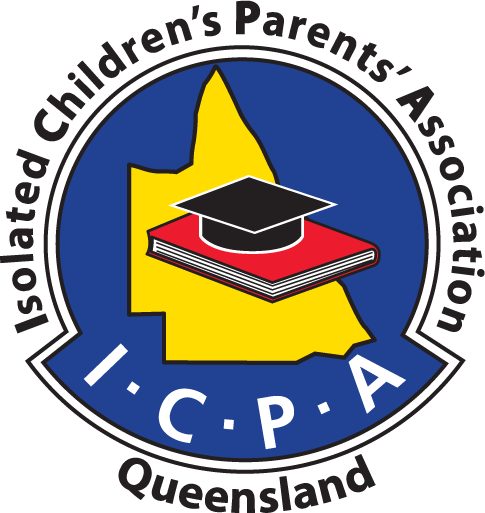 Isolated Children's Parents' Association
I·C·P·A
Queensland